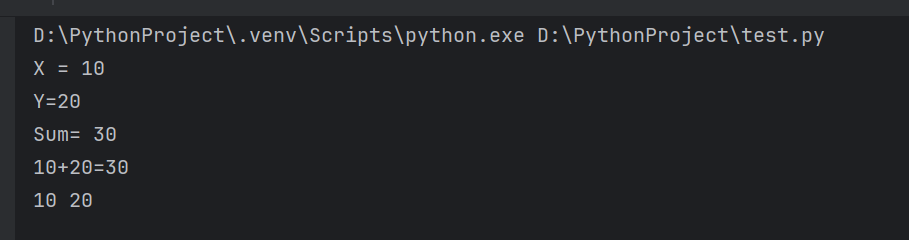 D:\PythonProject\.venv\Scripts\python.exe D:\PythonProject\test.py
X = 10
Y=20
Sum= 30
10+20=30
10 20